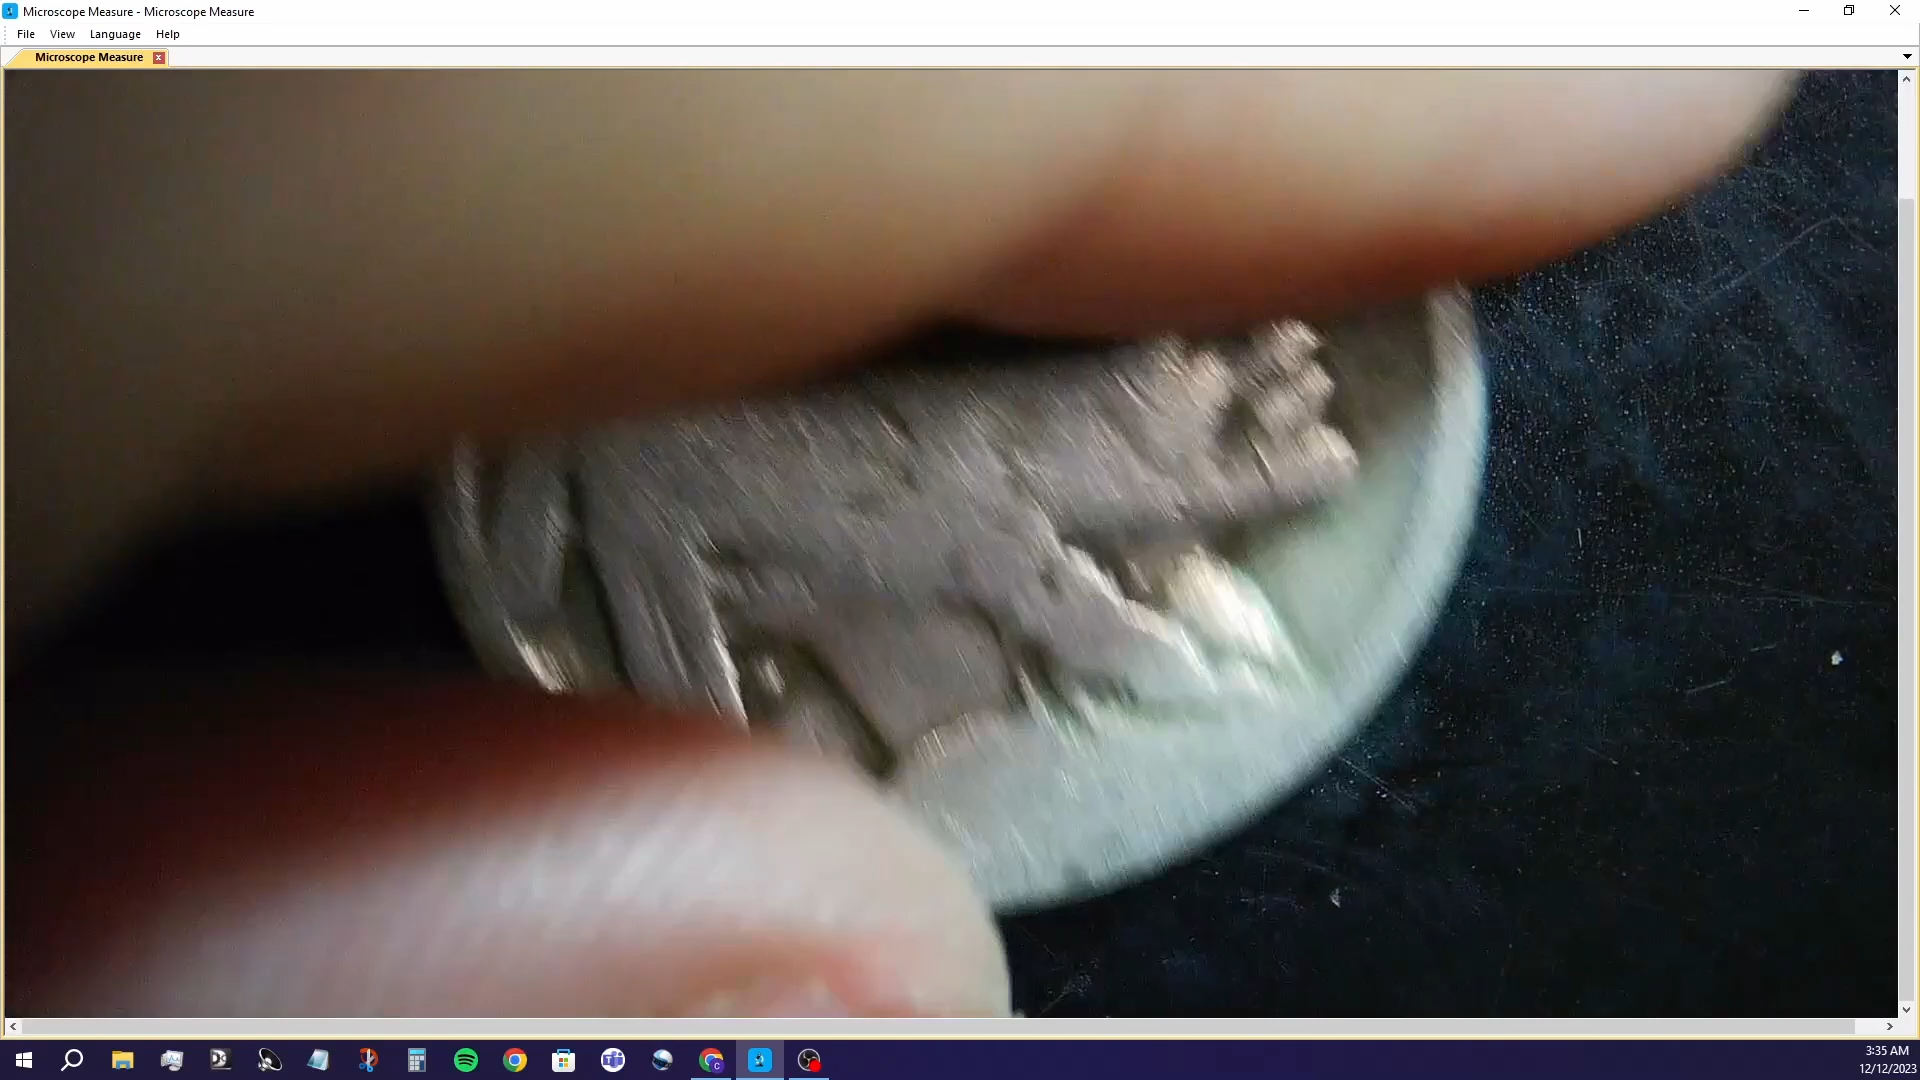 Microscope Measure - Microscope Measure
File View Language Help
Microscope Measure
3:35 AM
12/12/2023